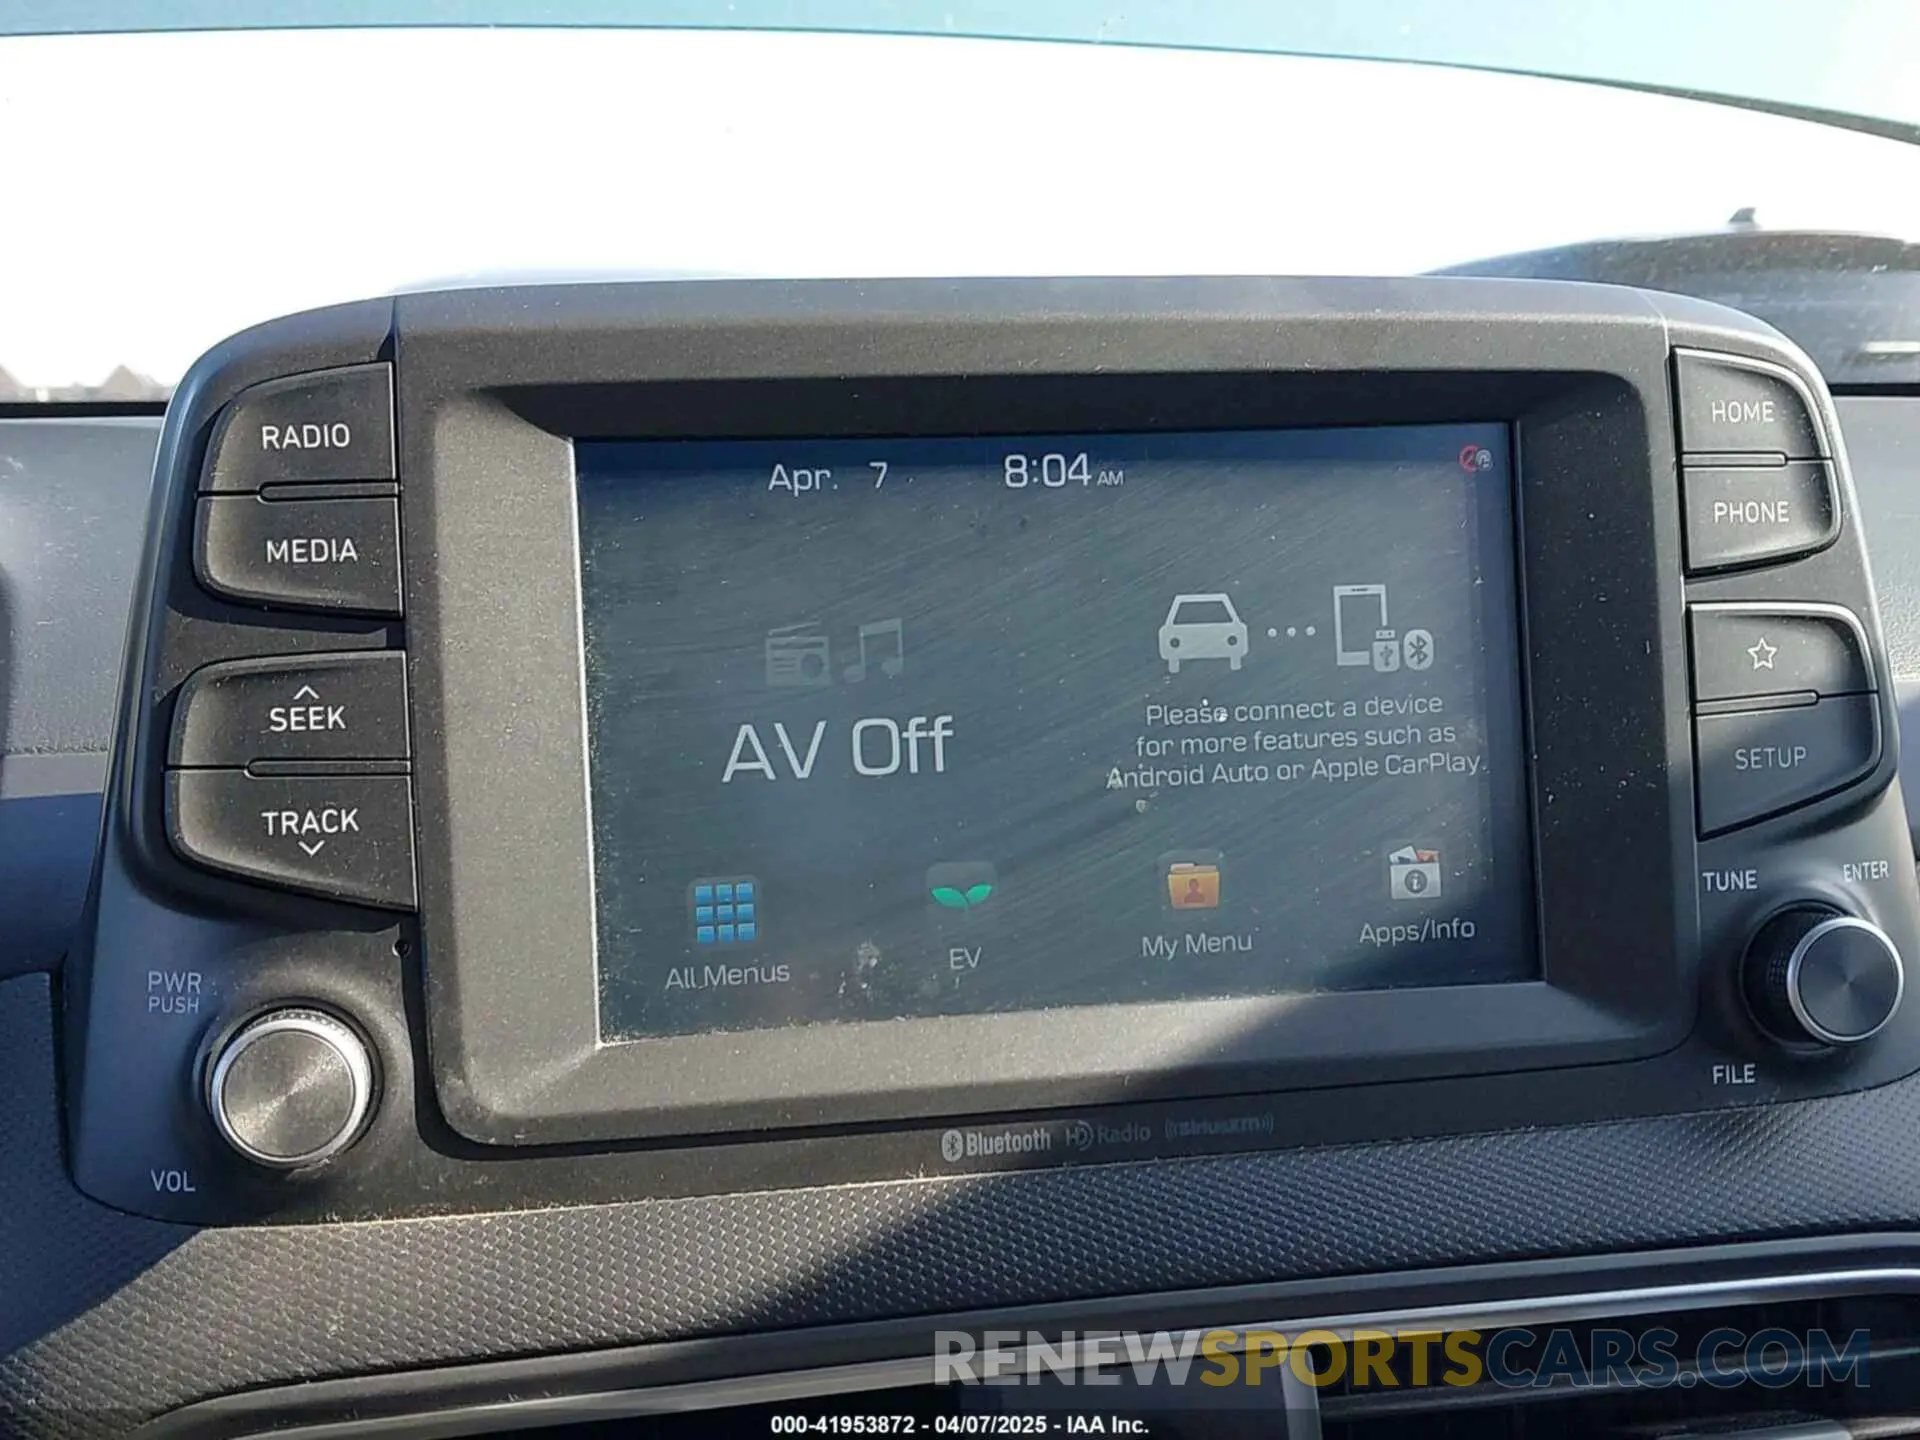 RADIO
MEDIA
SEEK
TRACK
PWR
PUSH
VOL
Apr. 7 8:04 AM
AV Off
Please connect a device
for more features such as
Android Auto or Apple CarPlay.
All Menus
EV
My Menu
Apps/Info
HOME
PHONE
SETUP
TUNE
ENTER
FILE
Bluetooth HD Radio (((SiriusXM)))
RENEWSPORTSCARS.COM
000-41953872 - 04/07/2025 - IAA Inc.